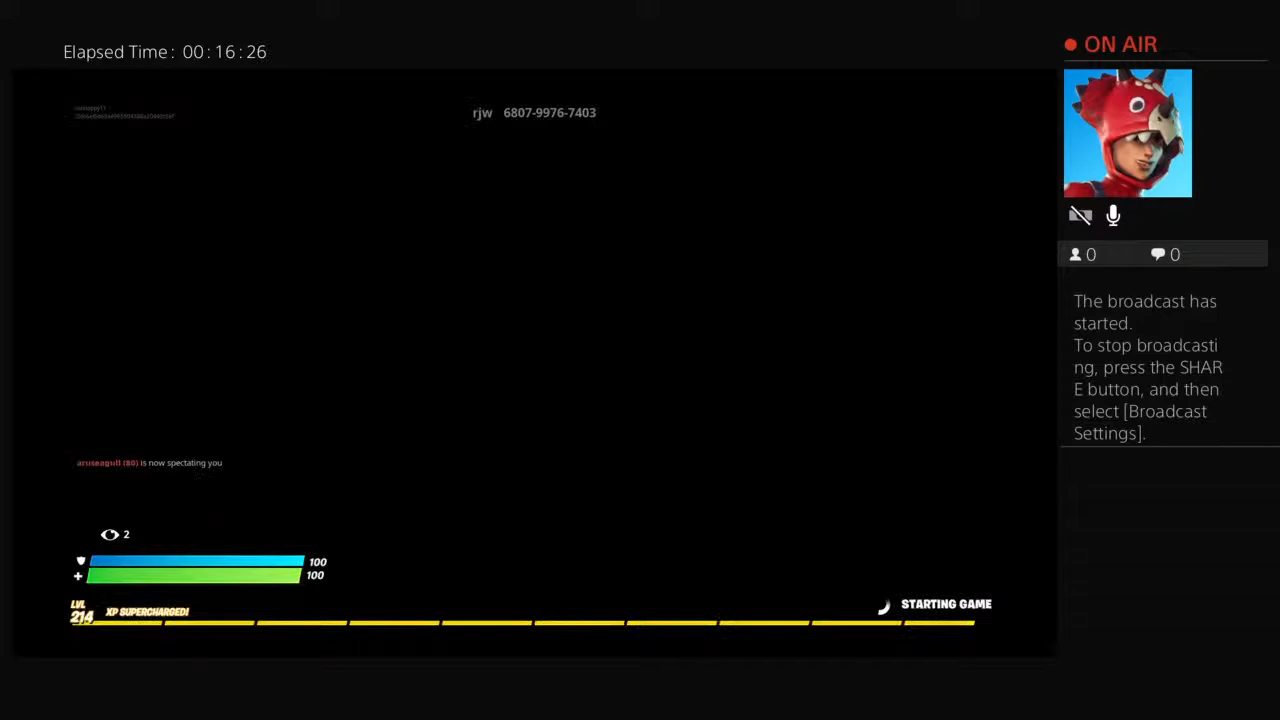 Elapsed Time: 00:16:26
ON AIR
rjw 6807-9976-7403
0 0
The broadcast has
started.
To stop broadcasti
ng, press the SHAR
E button, and then
select [Broadcast
Settings].
aruseagull (80) is now spectating you
2
100
100
LVL
214
XP SUPERCHARGED!
STARTING GAME